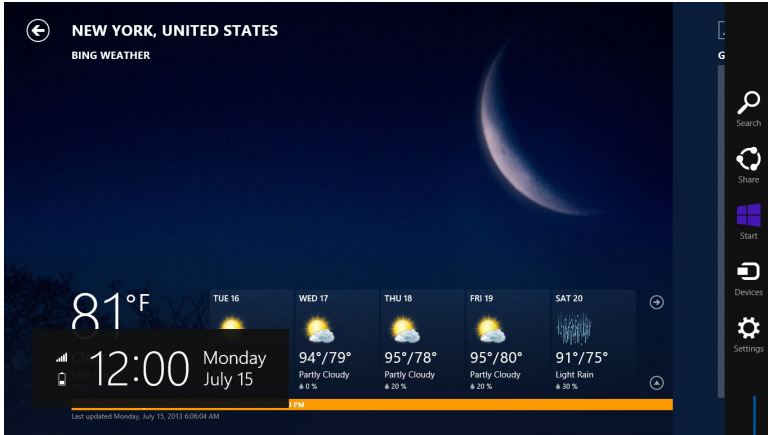 NEW YORK, UNITED STATES
BING WEATHER
G
Search
Share
Start
Devices
Settings
81°F
TUE 16
WED 17
94°/79°
Partly Cloudy
0 %
THU 18
95°/78°
Partly Cloudy
20 %
FRI 19
95°/80°
Partly Cloudy
20 %
SAT 20
91°/75°
Light Rain
30 %
12:00
Monday
July 15
PM
Last updated Monday, July 15, 2013 6:06:04 AM